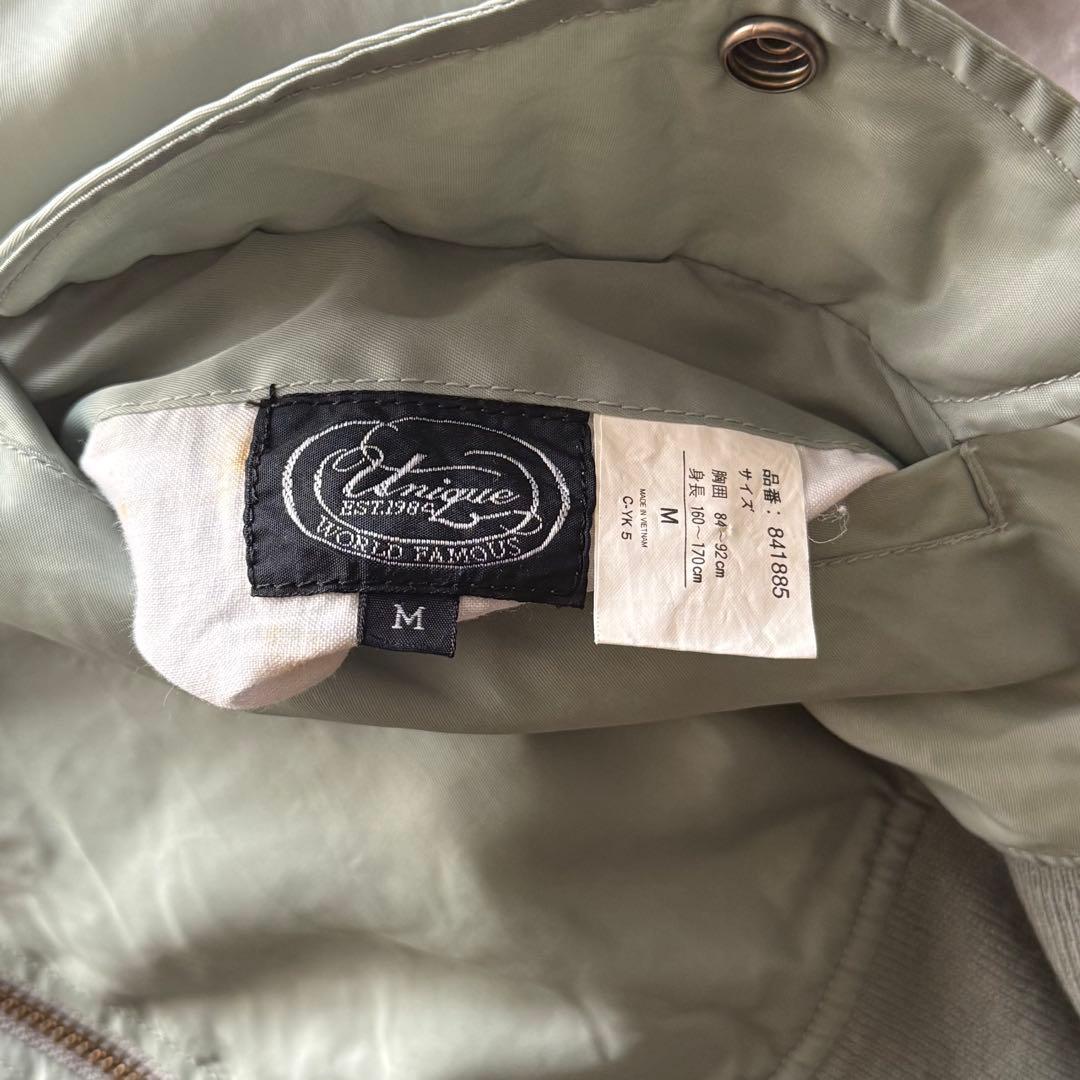 Unique
EST.1984
WORLD FAMOUS
M
品番：841885
サイズ
胸囲 84～92cm
身長 160～170cm
M
MADE IN VIETNAM
C-YK 5